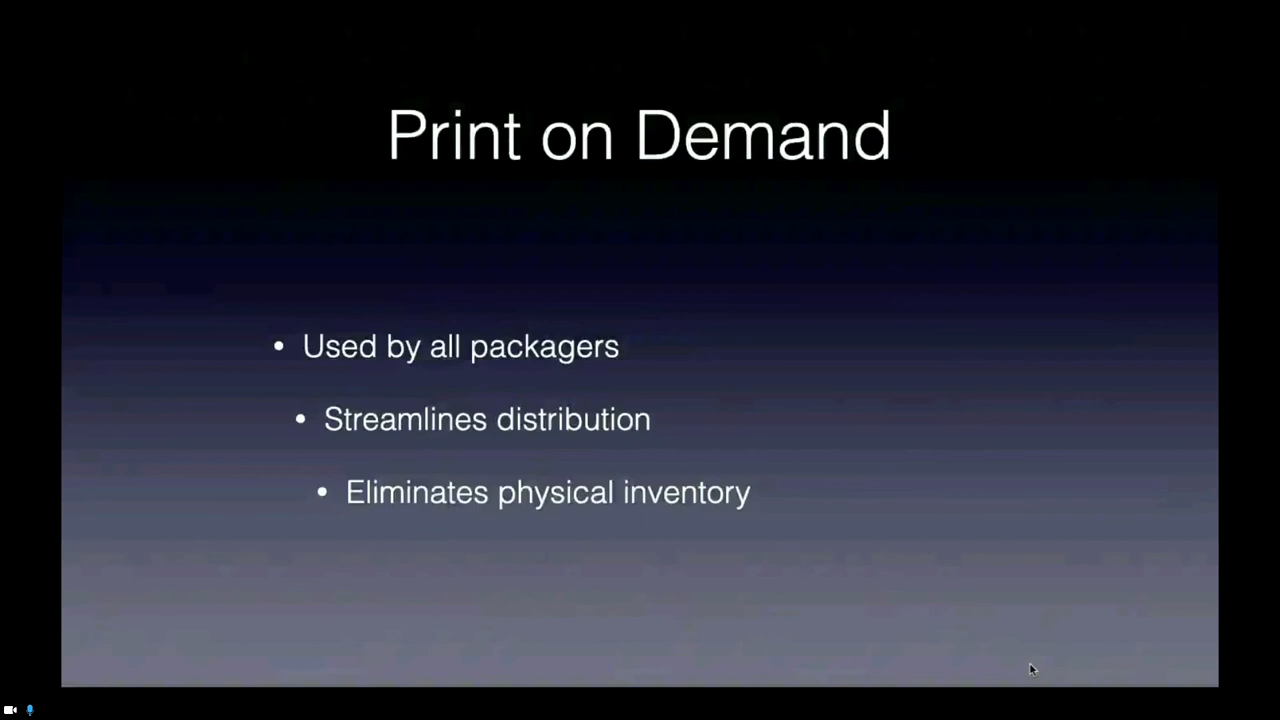 Print on Demand
• Used by all packagers
• Streamlines distribution
• Eliminates physical inventory